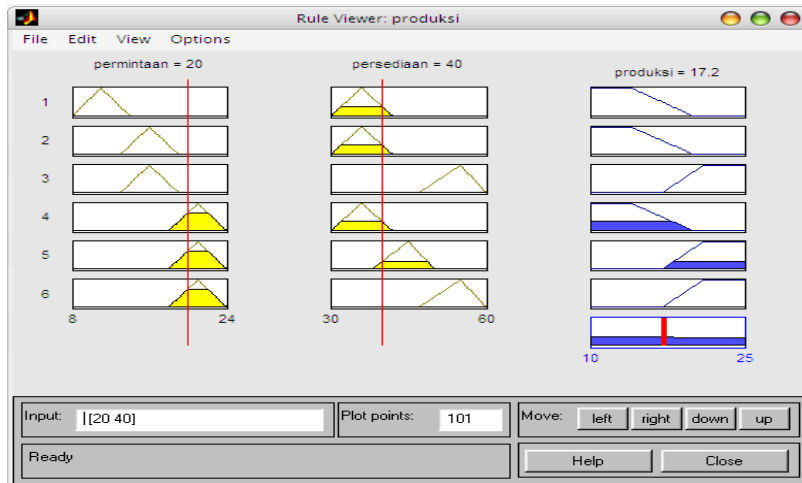 Rule Viewer: produksi
File Edit View Options
permintaan = 20 persediaan = 40 produksi = 17.2
1
2
3
4
5
6
8 24 30 60
10 25
Input: [20 40] Plot points: 101 Move: left right down up
Ready Help Close